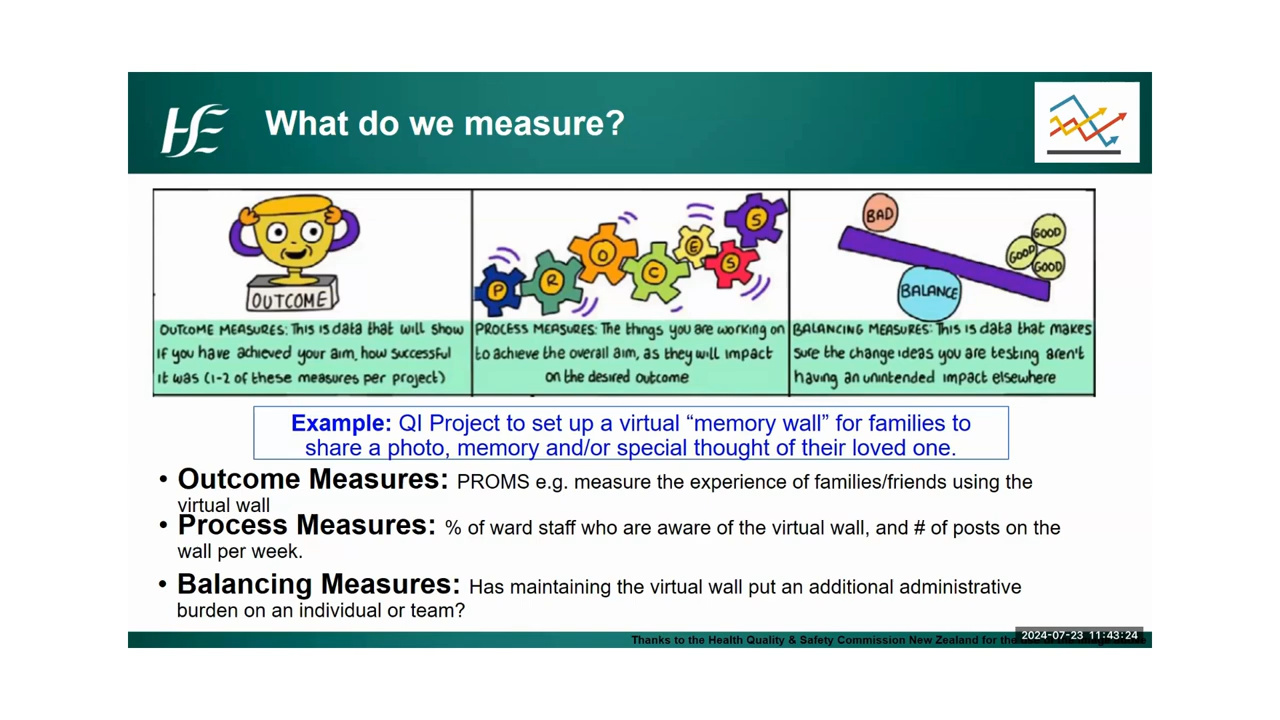 HSE
What do we measure?
OUTCOME
P R O C E S S
BAD
GOOD
GOOD
GOOD
BALANCE
OUTCOME MEASURES: This is data that will show
if you have achieved your aim, how successful
it was (1-2 of these measures per project)
PROCESS MEASURES: The things you are working on
to achieve the overall aim, as they will impact
on the desired outcome
BALANCING MEASURES: This is data that makes
sure the change ideas you are testing aren't
having an unintended impact elsewhere
Example: QI Project to set up a virtual “memory wall” for families to
share a photo, memory and/or special thought of their loved one.
• Outcome Measures: PROMS e.g. measure the experience of families/friends using the
virtual wall
• Process Measures: % of ward staff who are aware of the virtual wall, and # of posts on the
wall per week.
• Balancing Measures: Has maintaining the virtual wall put an additional administrative
burden on an individual or team?
Thanks to the Health Quality & Safety Commission New Zealand for the
2024-07-23 11:43:24